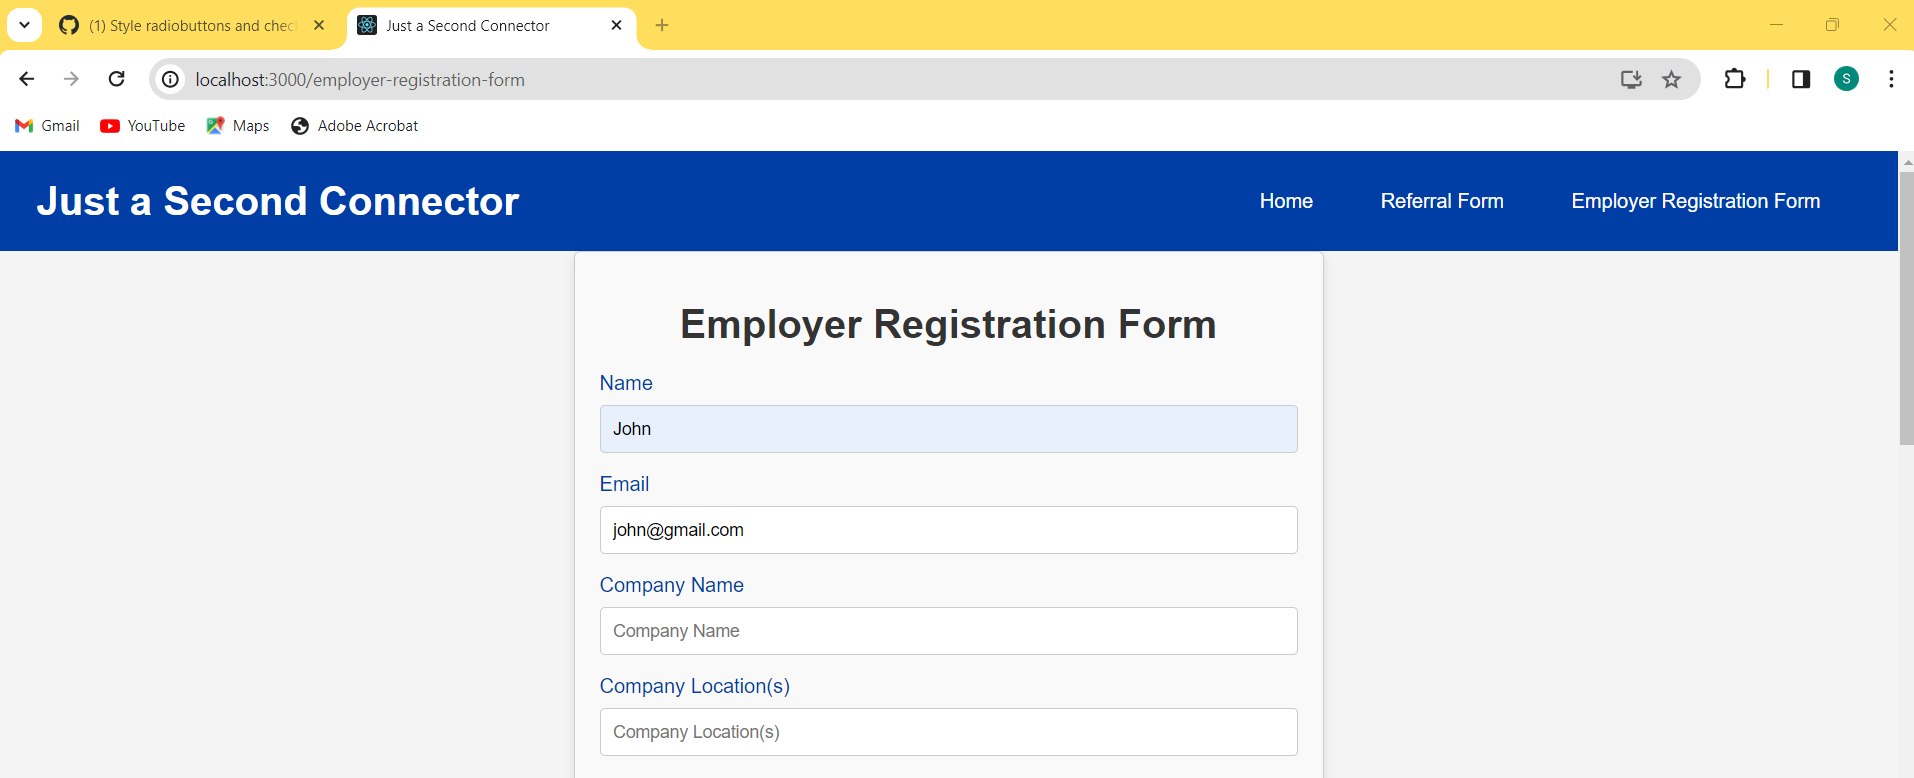 (1) Style radiobuttons and chec
Just a Second Connector
localhost:3000/employer-registration-form
S
Gmail
YouTube
Maps
Adobe Acrobat
Just a Second Connector
Home
Referral Form
Employer Registration Form
Employer Registration Form
Name
John
Email
john@gmail.com
Company Name
Company Name
Company Location(s)
Company Location(s)